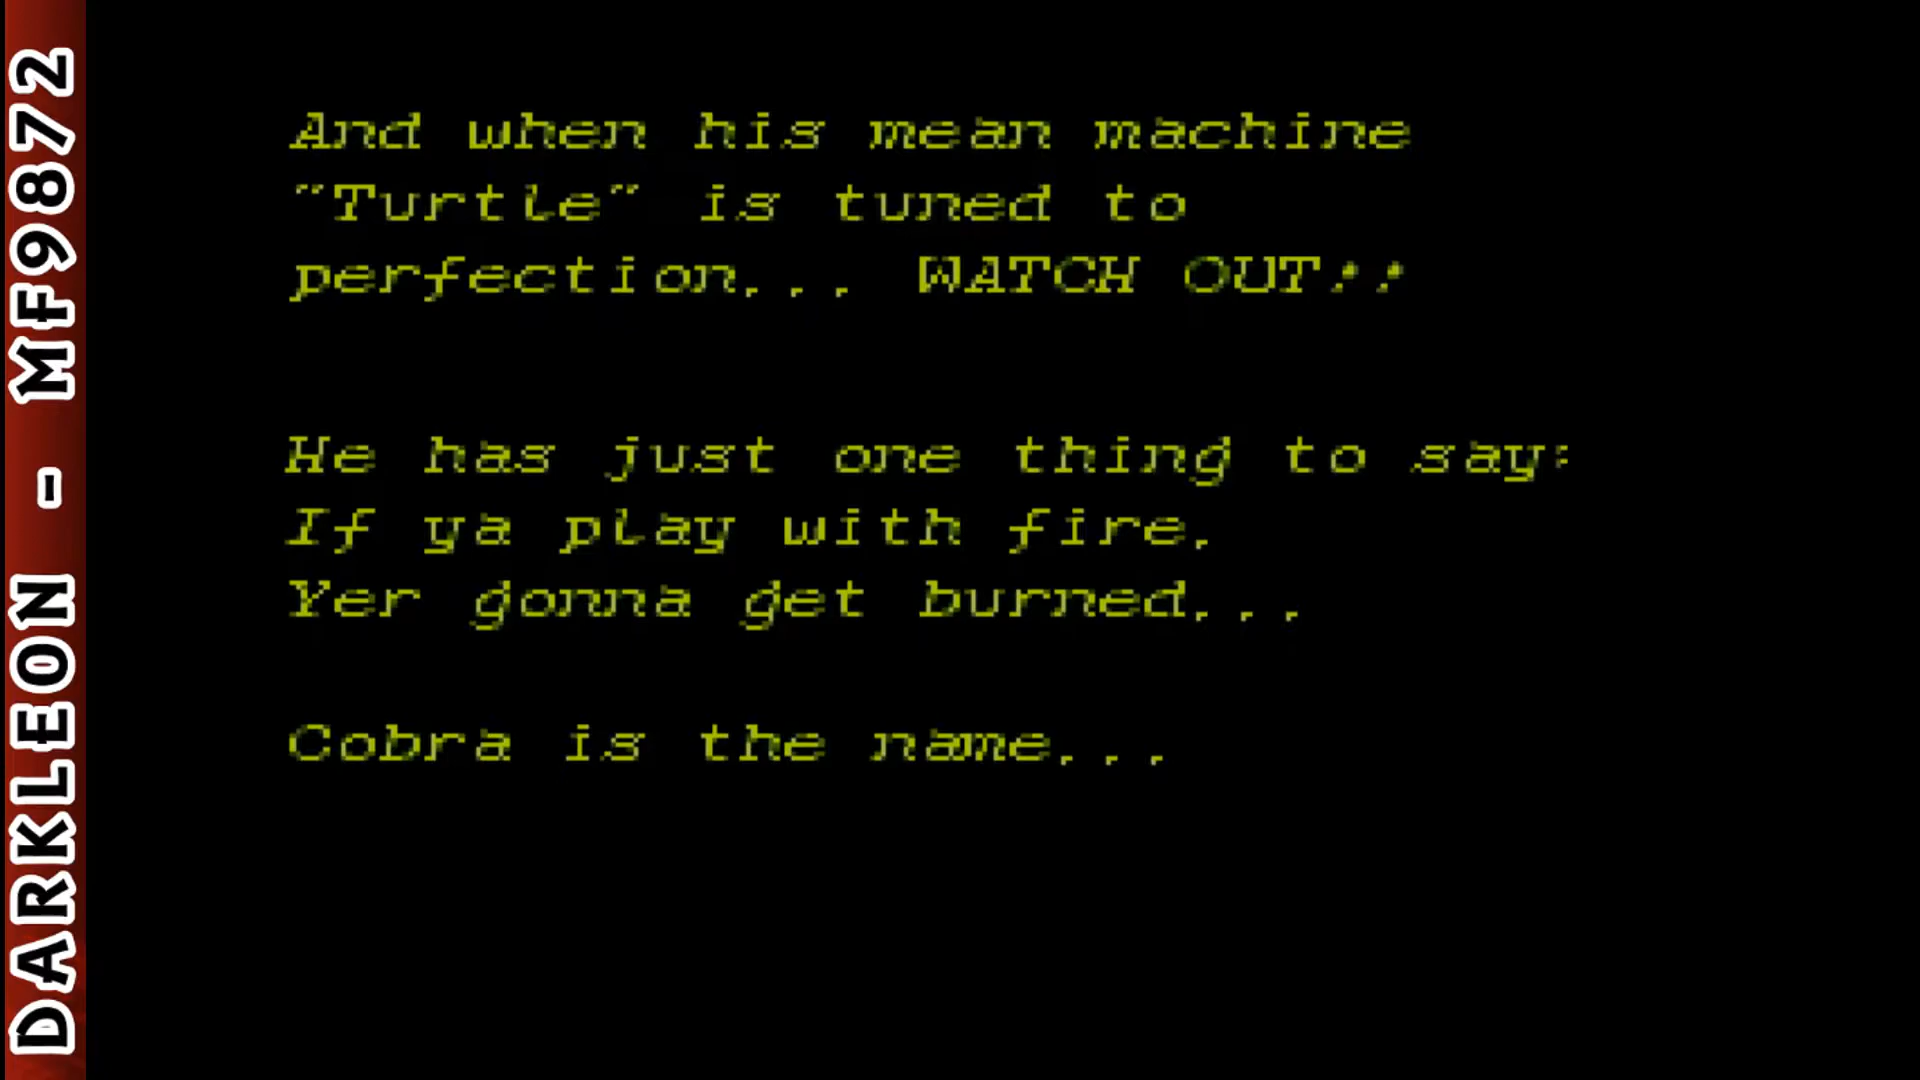 DARKLEON - MF9872
And when his mean machine
"Turtle" is tuned to
perfection... WATCH OUT!!
He has just one thing to say:
If ya play with fire,
Yer gonna get burned...
Cobra is the name...